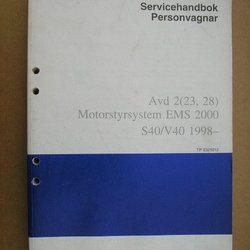 Servicehandbok
Personvagnar
Avd 2(23, 28)
Motorstyrsystem EMS 2000
S40/V40 1998–